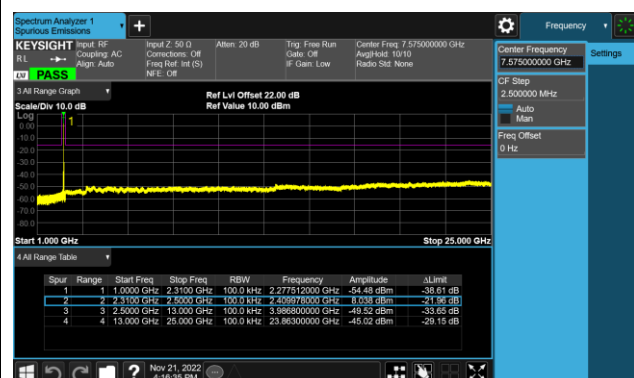 Spectrum Analyzer 1
Spurious Emissions
Frequency
KEYSIGHT
Input: RF
Input Z: 50 Ω
Atten: 20 dB
Trig: Free Run
Center Freq: 7.575000000 GHz
R L
Coupling: AC
Corrections: Off
Gate: Off
Avg|Hold: 10/10
Align: Auto
Freq Ref: Int (S)
IF Gain: Low
Radio Std: None
NFE: Off
LXI
PASS
Center Frequency
7.575000000 GHz
Settings
CF Step
2.500000 MHz
Auto
Man
Freq Offset
0 Hz
3 All Range Graph
Ref Lvl Offset 22.00 dB
Scale/Div 10.0 dB
Ref Value 10.00 dBm
Log
1
0.00
-10.0
-20.0
-30.0
-40.0
-50.0
-60.0
-70.0
-80.0
Start 1.000 GHz
Stop 25.000 GHz
4 All Range Table
Spur Range Start Freq Stop Freq RBW Frequency Amplitude ΔLimit
1 1 1.0000 GHz 2.3100 GHz 100.0 kHz 2.277512000 GHz -54.48 dBm -38.61 dB
2 2 2.3100 GHz 2.5000 GHz 100.0 kHz 2.409978000 GHz 8.038 dBm -21.96 dB
3 3 2.5000 GHz 13.000 GHz 100.0 kHz 3.986800000 GHz -49.52 dBm -33.65 dB
4 4 13.000 GHz 25.000 GHz 100.0 kHz 23.86300000 GHz -45.02 dBm -29.15 dB
Nov 21, 2022
4:16:35 PM